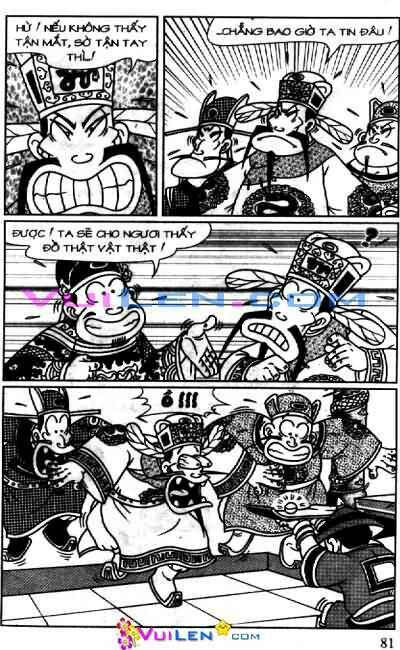 HỪ ! NẾU KHÔNG THẤY
TẬN MẮT, SỜ TẬN TAY
THÌ...
...CHẲNG BAO GIỜ TA TIN ĐÂU !
ĐƯỢC ! TA SẼ CHO NGƯƠI THẤY
ĐỒ THẬT VẬT THẬT !
?
VUILEN.COM
Ồ !!!
81
VUILEN.COM